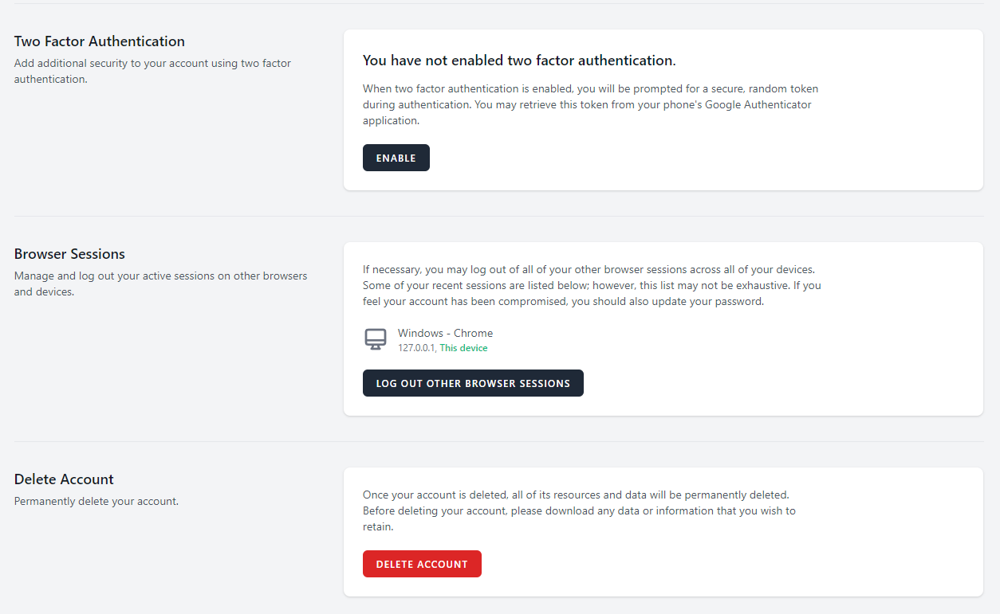 Two Factor Authentication
Add additional security to your account using two factor
authentication.
You have not enabled two factor authentication.
When two factor authentication is enabled, you will be prompted for a secure, random token
during authentication. You may retrieve this token from your phone's Google Authenticator
application.
ENABLE
Browser Sessions
Manage and log out your active sessions on other browsers
and devices.
If necessary, you may log out of all of your other browser sessions across all of your devices.
Some of your recent sessions are listed below; however, this list may not be exhaustive. If you
feel your account has been compromised, you should also update your password.
Windows - Chrome
127.0.0.1, This device
LOG OUT OTHER BROWSER SESSIONS
Delete Account
Permanently delete your account.
Once your account is deleted, all of its resources and data will be permanently deleted.
Before deleting your account, please download any data or information that you wish to
retain.
DELETE ACCOUNT